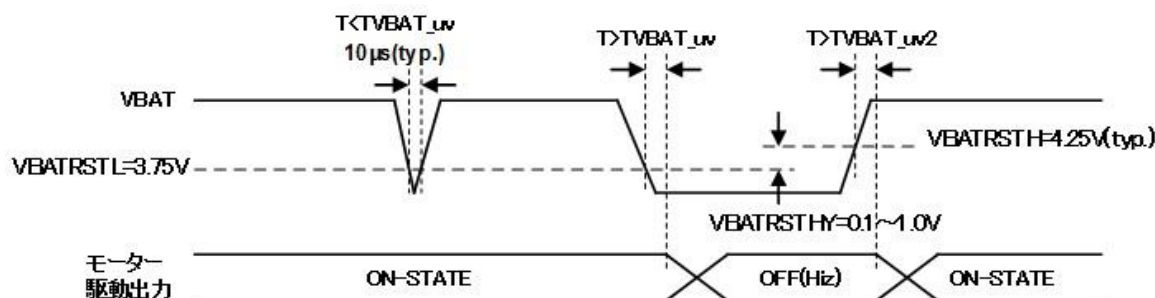 T<TVBAT_uv
10μs(typ.)
T>TVBAT_uv
T>TVBAT_uv2
VBAT
VBATRSTH=4.25V(typ.)
VBATRSTL=3.75V
VBATRSTHY=0.1～1.0V
モーター
駆動出力
ON-STATE
OFF(Hiz)
ON-STATE